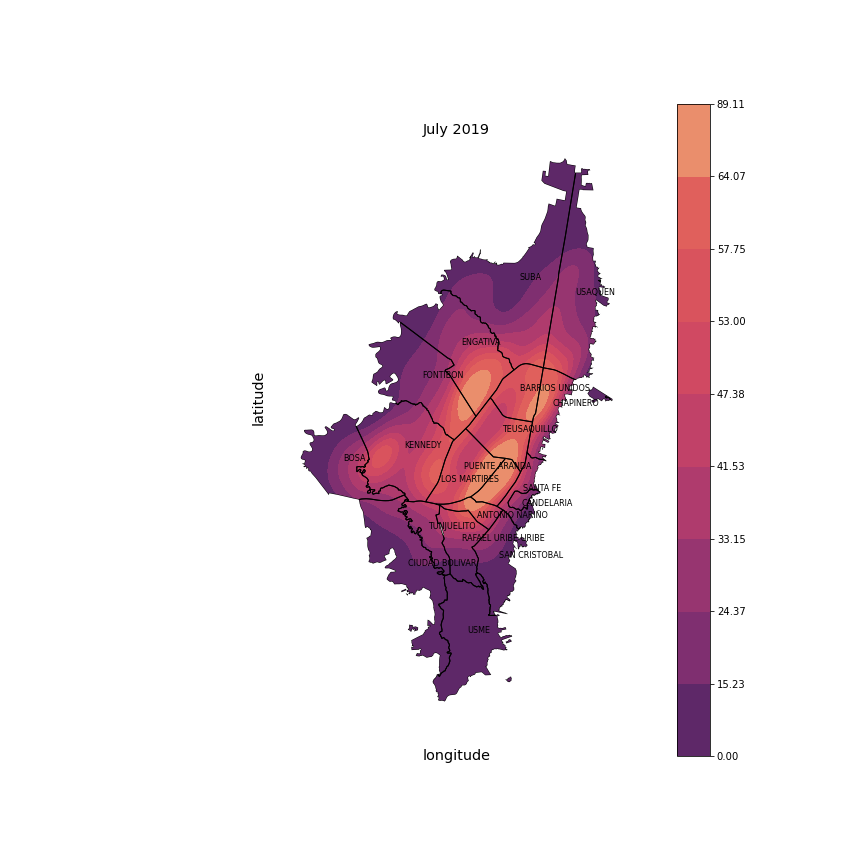 July 2019
89.11
64.07
57.75
53.00
47.38
41.53
33.15
24.37
15.23
0.00
SUBA
USAQUEN
ENGATIVA
FONTIBON
BARRIOS UNIDOS
CHAPINERO
TEUSAQUILLO
KENNEDY
BOSA
PUENTE ARANDA
LOS MARTIRES
SANTA FE
CANDELARIA
ANTONIO NARIÑO
TUNJUELITO
RAFAEL URIBE URIBE
SAN CRISTOBAL
CIUDAD BOLIVAR
USME
latitude
longitude